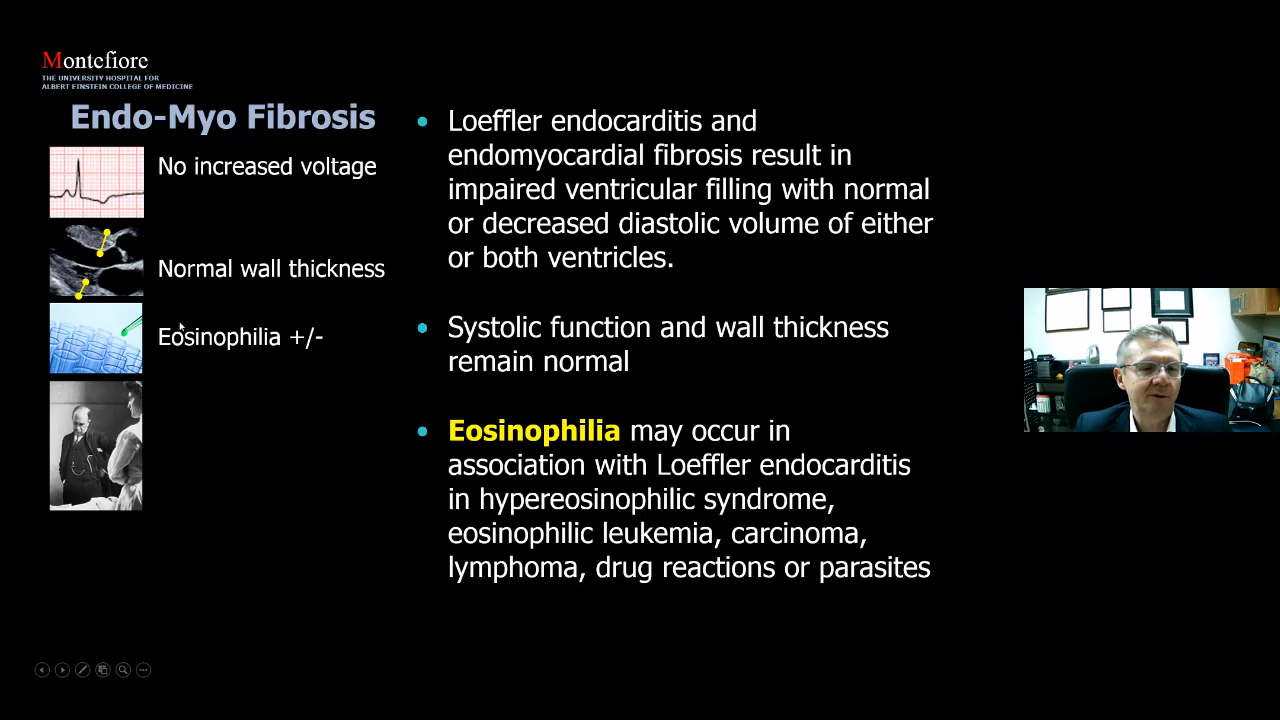 Montefiore
THE UNIVERSITY HOSPITAL FOR
ALBERT EINSTEIN COLLEGE OF MEDICINE
Endo-Myo Fibrosis
No increased voltage
Normal wall thickness
Eosinophilia +/-
• Loeffler endocarditis and
endomyocardial fibrosis result in
impaired ventricular filling with normal
or decreased diastolic volume of either
or both ventricles.
• Systolic function and wall thickness
remain normal
• Eosinophilia may occur in
association with Loeffler endocarditis
in hypereosinophilic syndrome,
eosinophilic leukemia, carcinoma,
lymphoma, drug reactions or parasites